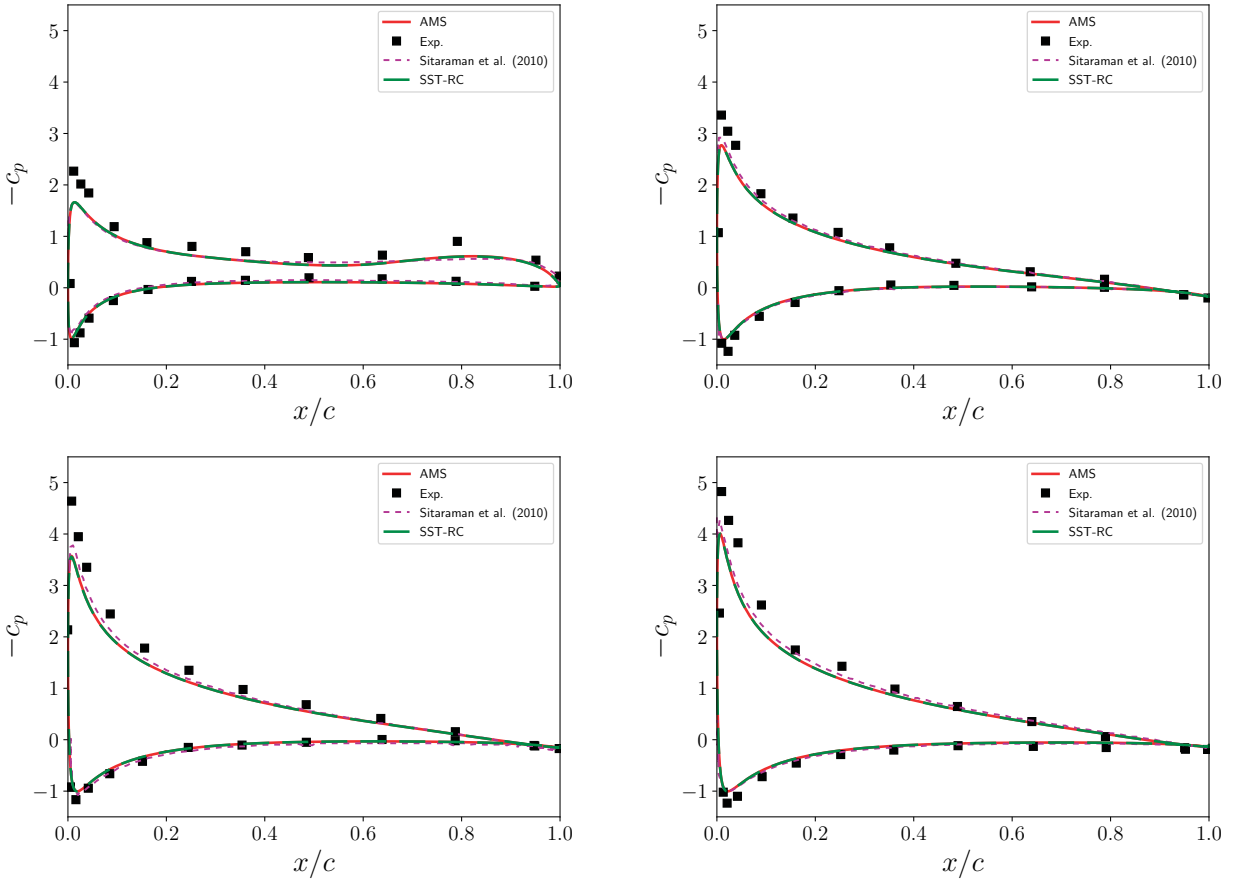 5
4
3
2
1
0
−1
−c_p
0.0 0.2 0.4 0.6 0.8 1.0
x/c
AMS
Exp.
Sitaraman et al. (2010)
SST-RC
5
4
3
2
1
0
−1
−c_p
0.0 0.2 0.4 0.6 0.8 1.0
x/c
AMS
Exp.
Sitaraman et al. (2010)
SST-RC
5
4
3
2
1
0
−1
−c_p
0.0 0.2 0.4 0.6 0.8 1.0
x/c
AMS
Exp.
Sitaraman et al. (2010)
SST-RC
5
4
3
2
1
0
−1
−c_p
0.0 0.2 0.4 0.6 0.8 1.0
x/c
AMS
Exp.
Sitaraman et al. (2010)
SST-RC